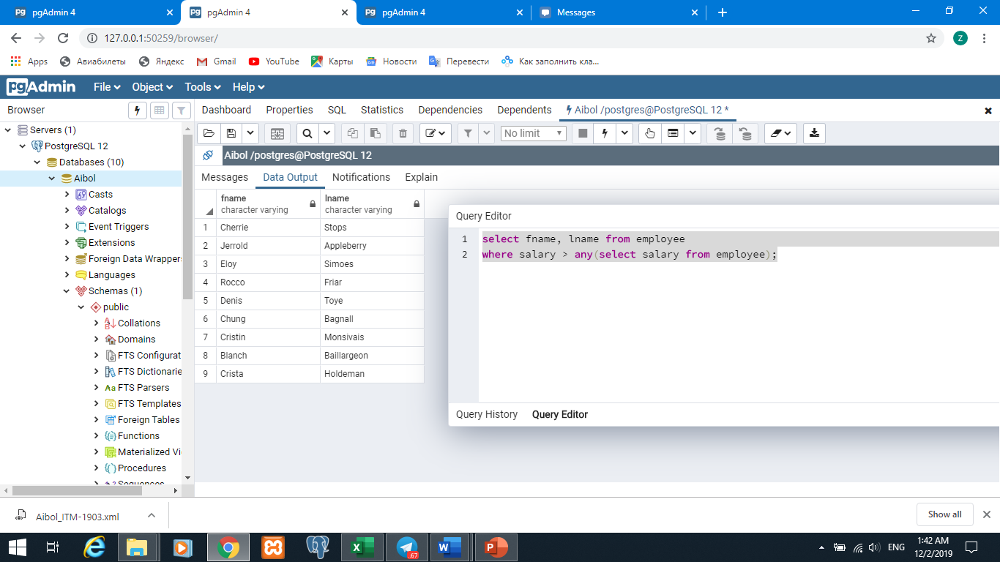 pgAdmin 4
pgAdmin 4
pgAdmin 4
Messages
127.0.0.1:50259/browser/
Z
Apps
Авиабилеты
Яндекс
Gmail
YouTube
Карты
Новости
Перевести
Как заполнить кла...
pgAdmin
File
Object
Tools
Help
Browser
Dashboard
Properties
SQL
Statistics
Dependencies
Dependents
Aibol /postgres@PostgreSQL 12 *
No limit
Servers (1)
PostgreSQL 12
Databases (10)
Aibol
Casts
Catalogs
Event Triggers
Extensions
Foreign Data Wrapper
Languages
Schemas (1)
public
Collations
Domains
FTS Configurat
FTS Dictionarie
Aa FTS Parsers
FTS Templates
Foreign Tables
Functions
Materialized Vi
Procedures
Sequences
Aibol /postgres@PostgreSQL 12
Messages
Data Output
Notifications
Explain
fname
character varying
lname
character varying
1 Cherrie Stops
2 Jerrold Appleberry
3 Eloy Simoes
4 Rocco Friar
5 Denis Toye
6 Chung Bagnall
7 Cristin Monsivais
8 Blanch Baillargeon
9 Crista Holdeman
Query Editor
1 select fname, lname from employee
2 where salary > any(select salary from employee);
Query History
Query Editor
Aibol_ITM-1903.xml
Show all
.67
ENG
1:42 AM
12/2/2019